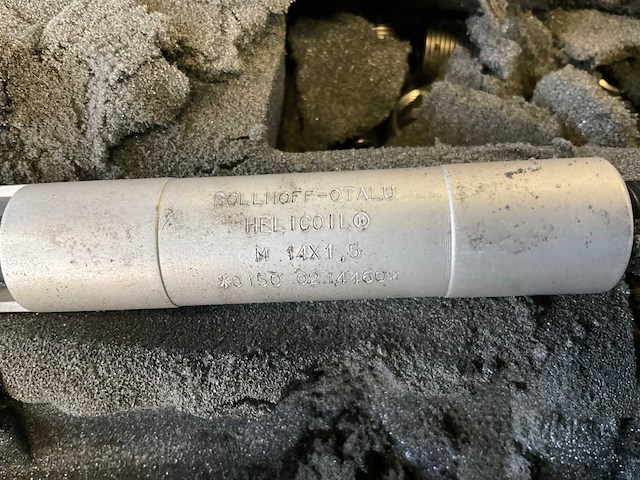 BOLLHOFF-OTALU
HELICOIL®
M 14X1,5
*0150 0214460*